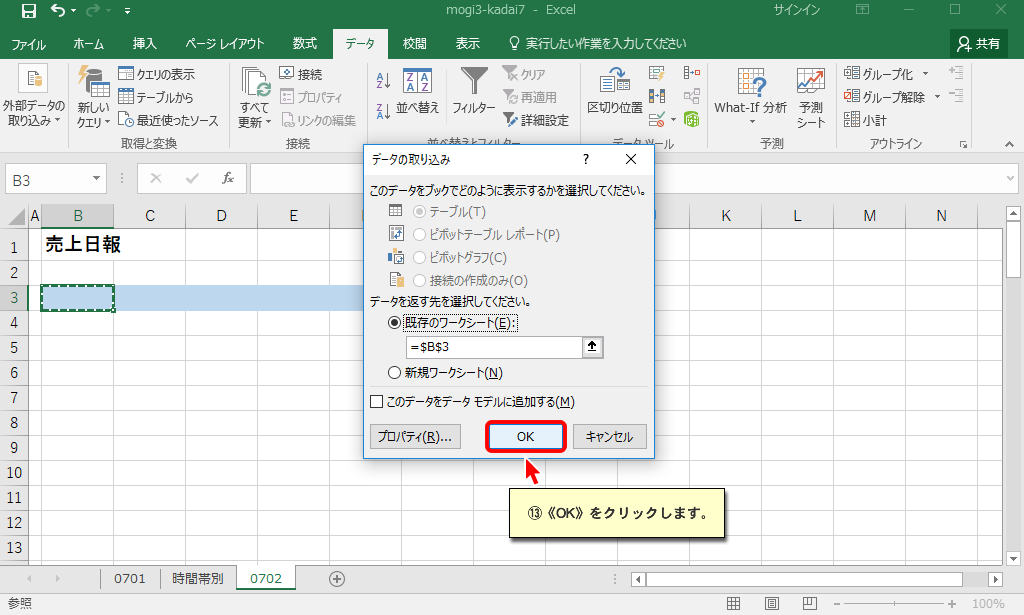 mogi3-kadai7 - Excel
サインイン
ファイル ホーム 挿入 ページ レイアウト 数式 データ 校閲 表示 実行したい作業を入力してください 共有
外部データの
取り込み
新しい
クエリ
クエリの表示
テーブルから
最近使ったソース
取得と変換
すべて
更新
接続
プロパティ
リンクの編集
接続
並べ替え
フィルター
クリア
再適用
詳細設定
並べ替えとフィルター
区切り位置
データ ツール
What-If 分析
予測
シート
予測
グループ化
グループ解除
小計
アウトライン
B3
fx
A B C D E K L M N
1
売上日報
2
3
4
5
6
7
8
9
10
11
12
13
データの取り込み ?
このデータをブックでどのように表示するかを選択してください。
テーブル(T)
ピボットテーブル レポート(P)
ピボットグラフ(C)
接続の作成のみ(O)
データを返す先を選択してください。
既存のワークシート(E):
=$B$3
新規ワークシート(N)
このデータをデータ モデルに追加する(M)
プロパティ(R)... OK キャンセル
⑬《OK》をクリックします。
0701 時間帯別 0702
参照
100%